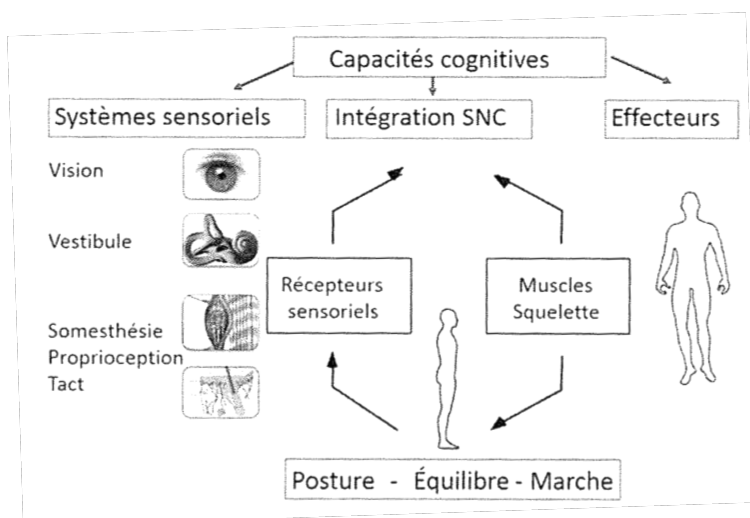 Capacités cognitives
Systèmes sensoriels
Intégration SNC
Effecteurs
Vision
Vestibule
Somesthésie
Proprioception
Tact
Récepteurs
sensoriels
Muscles
Squelette
Posture - Équilibre - Marche